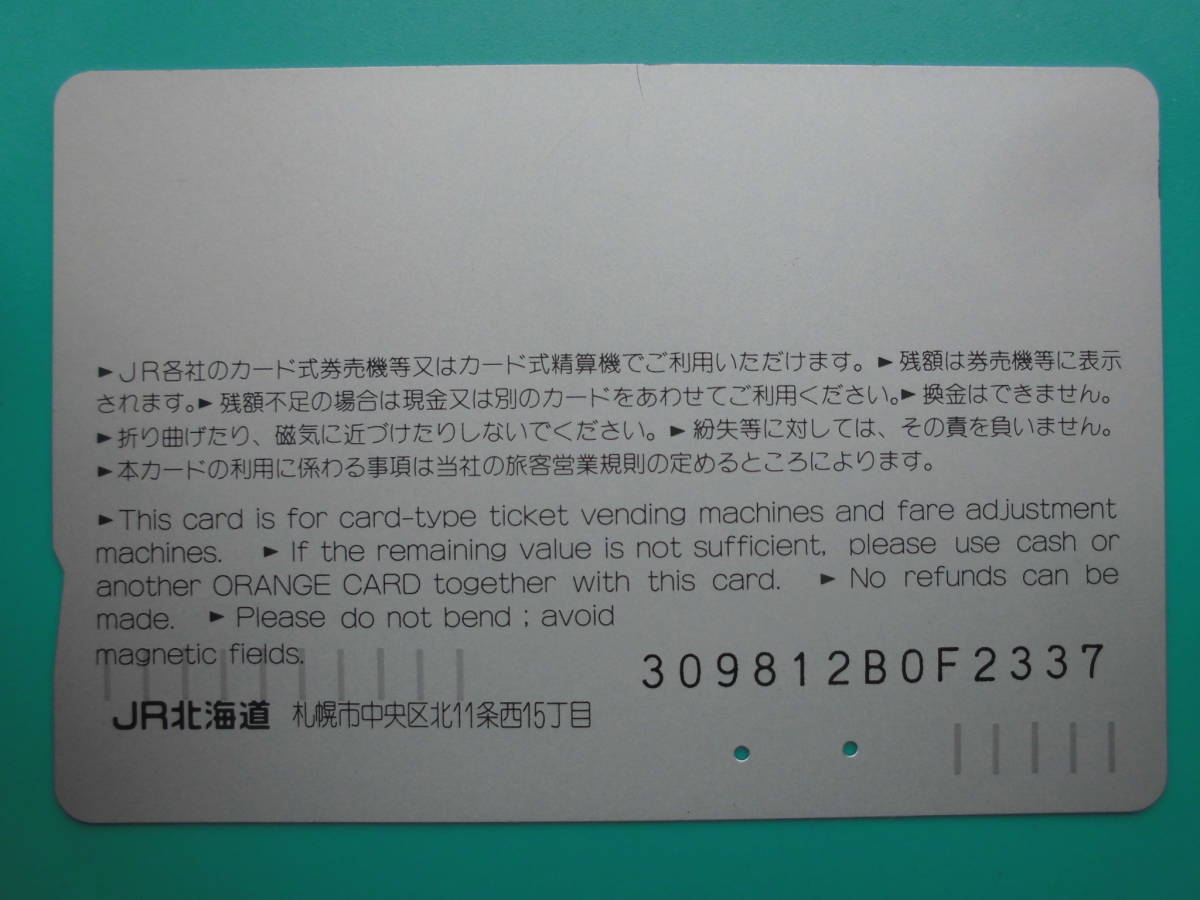 ►JR各社のカード式券売機等又はカード式精算機でご利用いただけます。►残額は券売機等に表示
されます。►残額不足の場合は現金又は別のカードをあわせてご利用ください。►換金はできません。
►折り曲げたり、磁気に近づけたりしないでください。►紛失等に対しては、その責を負いません。
►本カードの利用に係わる事項は当社の旅客営業規則の定めるところによります。
►This card is for card-type ticket vending machines and fare adjustment
machines. ►If the remaining value is not sufficient, please use cash or
another ORANGE CARD together with this card. ►No refunds can be
made. ►Please do not bend ; avoid
magnetic fields.
309812B0F2337
JR北海道 札幌市中央区北11条西15丁目